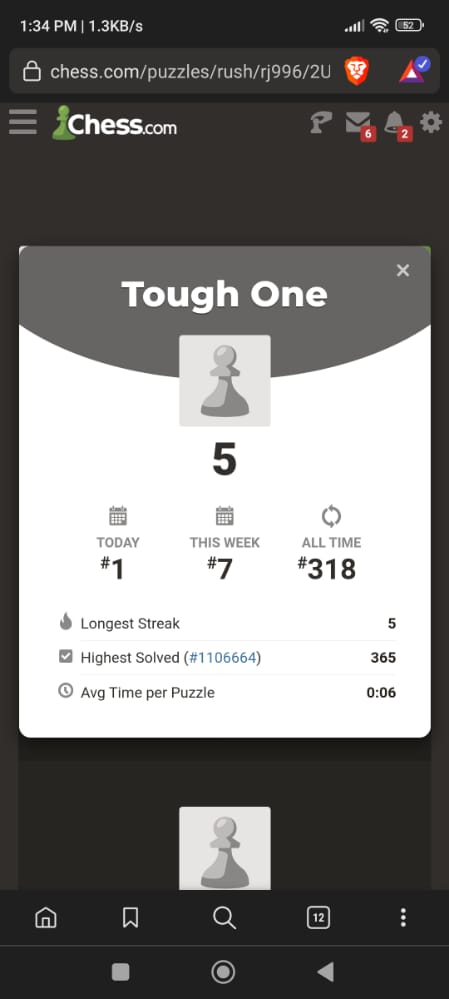 1:34 PM | 1.3KB/s
52
chess.com/puzzles/rush/rj996/2U
Chess.com
6
2
Tough One
5
TODAY
#1
THIS WEEK
#7
ALL TIME
#318
Longest Streak 5
Highest Solved (#1106664) 365
Avg Time per Puzzle 0:06
12